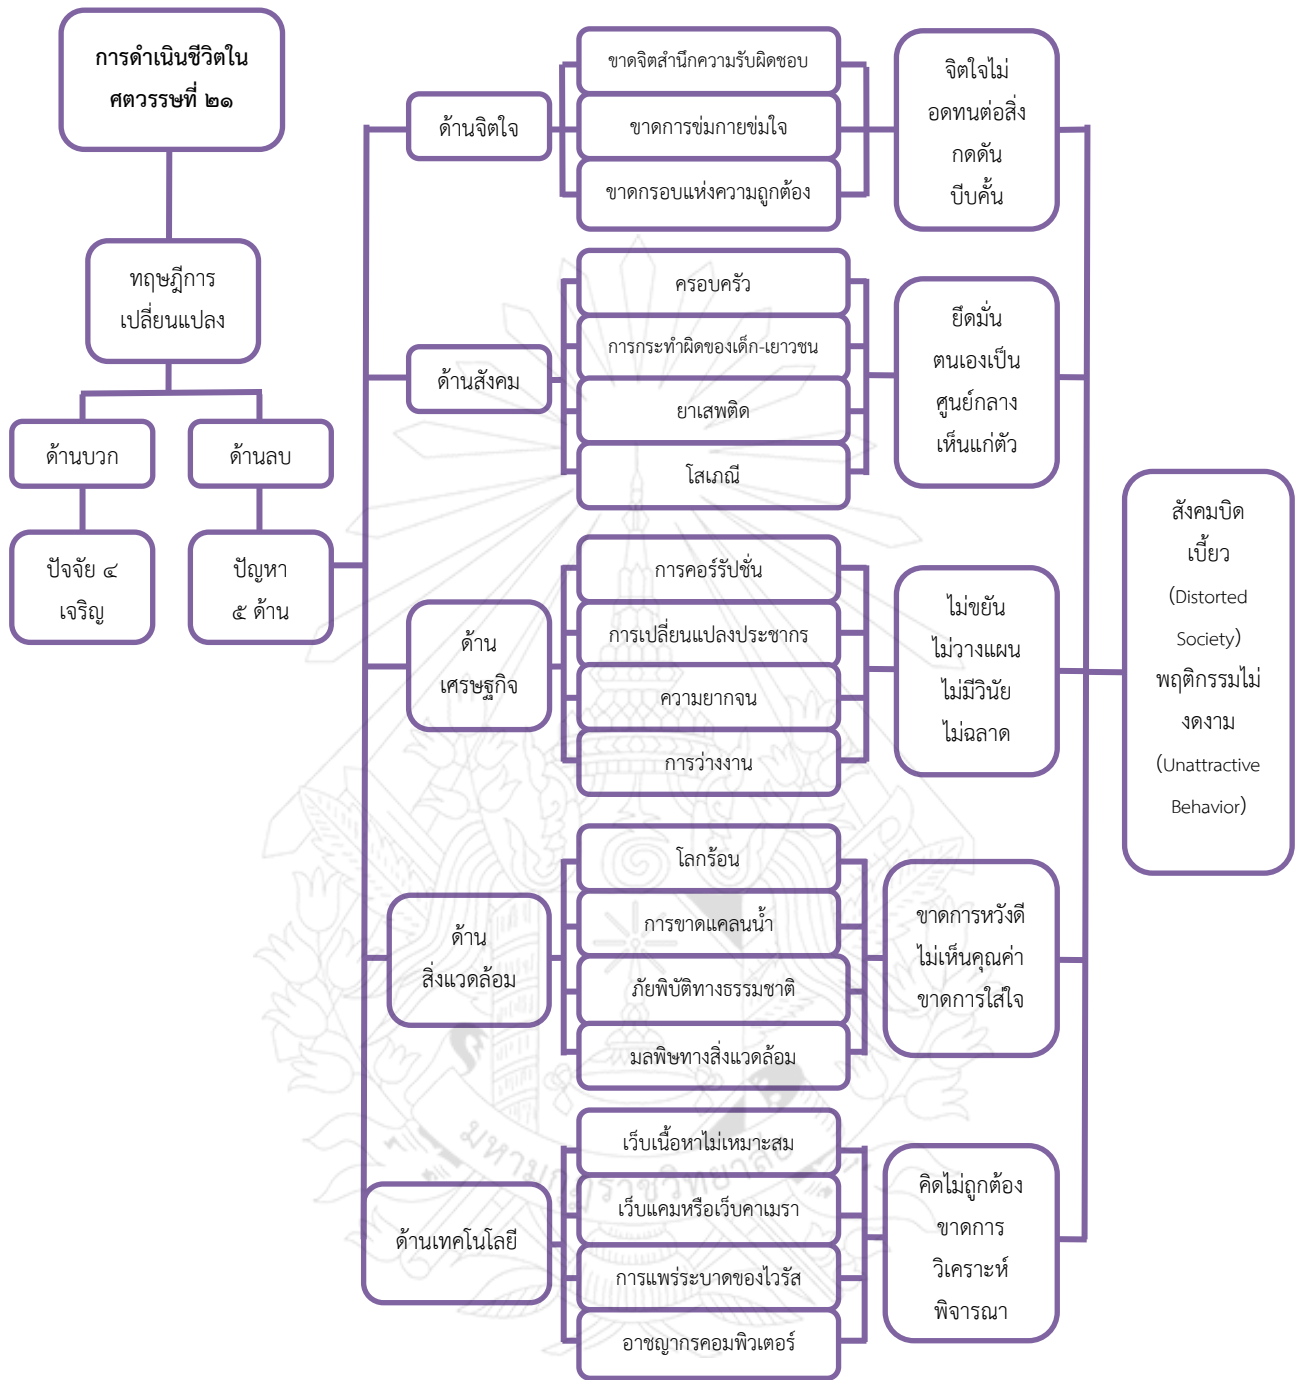 การดำเนินชีวิตใน
ศตวรรษที่ ๒๑
ทฤษฎีการ
เปลี่ยนแปลง
ด้านบวก
ด้านลบ
ปัจจัย ๔
เจริญ
ปัญหา
๕ ด้าน
ด้านจิตใจ
ขาดจิตสำนึกความรับผิดชอบ
ขาดการข่มกายข่มใจ
ขาดกรอบแห่งความถูกต้อง
จิตใจไม่
อดทนต่อสิ่ง
กดดัน
บีบคั้น
ด้านสังคม
ครอบครัว
การกระทำผิดของเด็ก-เยาวชน
ยาเสพติด
โสเภณี
ยึดมั่น
ตนเองเป็น
ศูนย์กลาง
เห็นแก่ตัว
ด้าน
เศรษฐกิจ
การคอร์รัปชั่น
การเปลี่ยนแปลงประชากร
ความยากจน
การว่างงาน
ไม่ขยัน
ไม่วางแผน
ไม่มีวินัย
ไม่ฉลาด
ด้าน
สิ่งแวดล้อม
โลกร้อน
การขาดแคลนน้ำ
ภัยพิบัติทางธรรมชาติ
มลพิษทางสิ่งแวดล้อม
ขาดการหวังดี
ไม่เห็นคุณค่า
ขาดการใส่ใจ
ด้านเทคโนโลยี
เว็บเนื้อหาไม่เหมาะสม
เว็บแคมหรือเว็บคาเมรา
การแพร่ระบาดของไวรัส
อาชญากรคอมพิวเตอร์
คิดไม่ถูกต้อง
ขาดการ
วิเคราะห์
พิจารณา
สังคมบิด
เบี้ยว
(Distorted
Society)
พฤติกรรมไม่
งดงาม
(Unattractive
Behavior)